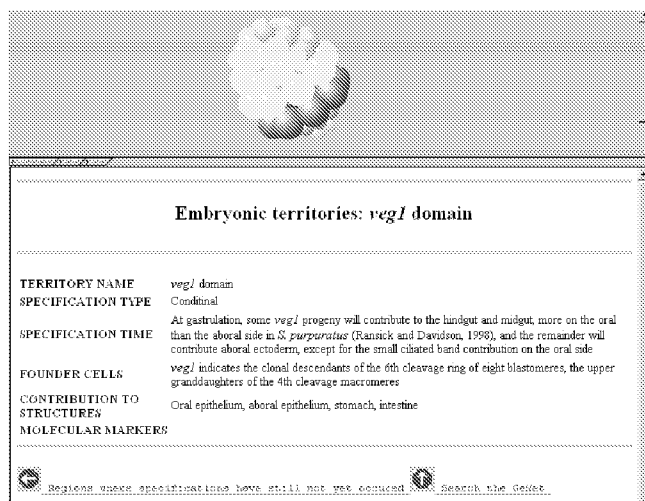 Embryonic territories: veg1 domain
TERRITORY NAME veg1 domain
SPECIFICATION TYPE Conditinal
SPECIFICATION TIME At gastrulation, some veg1 progeny will contribute to the hindgut and midgut, more on the oral
than the aboral side in S. purpuratus (Ransick and Davidson, 1998), and the remainder will
contribute aboral ectoderm, except for the small ciliated band contribution on the oral side
FOUNDER CELLS veg1 indicates the clonal descendants of the 6th cleavage ring of eight blastomeres, the upper
granddaughters of the 4th cleavage macromeres
CONTRIBUTION TO
STRUCTURES Oral epithelium, aboral epithelium, stomach, intestine
MOLECULAR MARKERS
Regions whose specifications have still not yet occured Search the GeNet